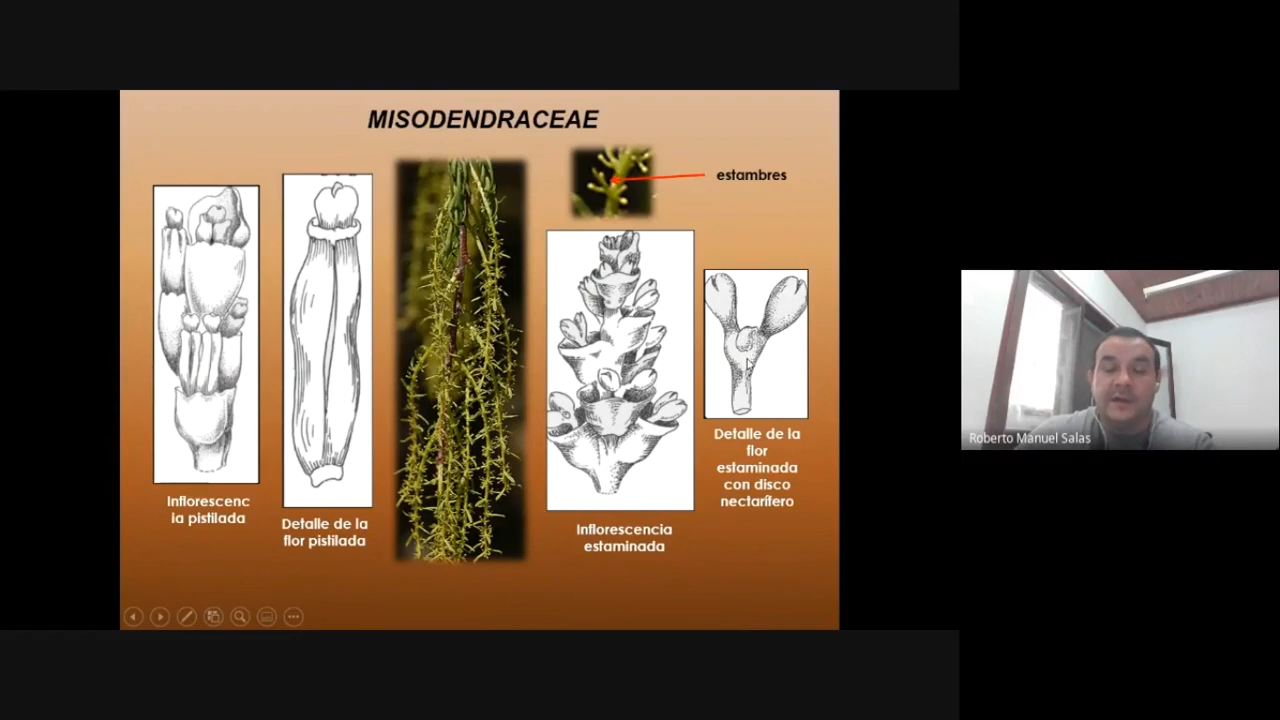 MISODENDRACEAE
estambres
Inflorescenc
ia pistilada
Detalle de la
flor pistilada
Inflorescencia
estaminada
Detalle de la
flor
estaminada
con disco
nectarífero
Roberto Manuel Salas